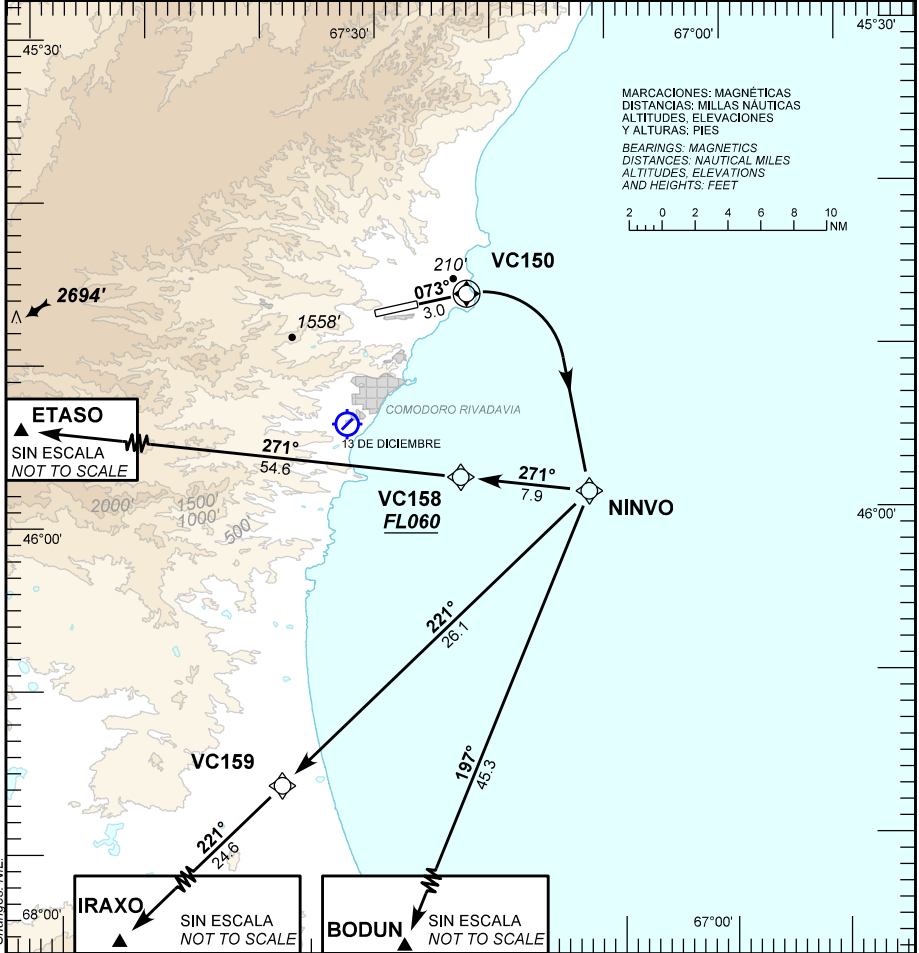 67°30'
67°00'
45°30'
45°30'
MARCACIONES: MAGNÉTICAS
DISTANCIAS: MILLAS NÁUTICAS
ALTITUDES, ELEVACIONES
Y ALTURAS: PIES
BEARINGS: MAGNETICS
DISTANCES: NAUTICAL MILES
ALTITUDES, ELEVATIONS
AND HEIGHTS: FEET
2 0 2 4 6 8 10
NM
VC150
210'
073°
3.0
2694'
1558'
ETASO
SIN ESCALA
NOT TO SCALE
COMODORO RIVADAVIA
13 DE DICIEMBRE
271°
54.6
271°
7.9
VC158
FL060
NINVO
2000'
1500'
1000'
500'
46°00'
46°00'
221°
26.1
197°
45.3
VC159
221°
24.6
IRAXO
SIN ESCALA
NOT TO SCALE
BODUN
SIN ESCALA
NOT TO SCALE
68°00'
67°00'